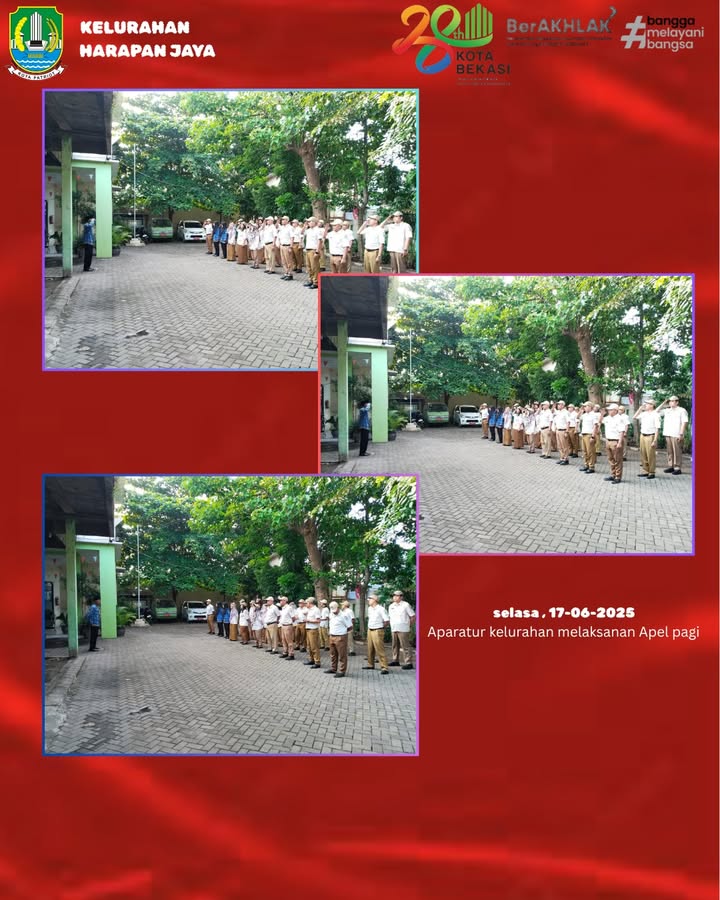 KELURAHAN
HARAPAN JAYA
KOTA PATRIOT
28th
KOTA
BEKASI
BerAKHLAK
#bangga
melayani
bangsa
selasa , 17-06-2025
Aparatur kelurahan melaksanan Apel pagi